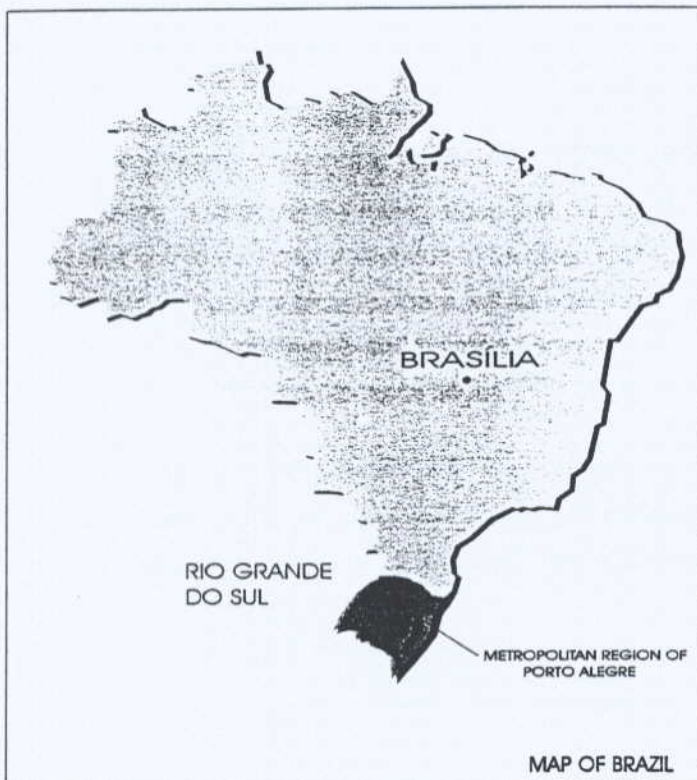 BRASÍLIA
RIO GRANDE
DO SUL
METROPOLITAN REGION OF
PORTO ALEGRE
MAP OF BRAZIL